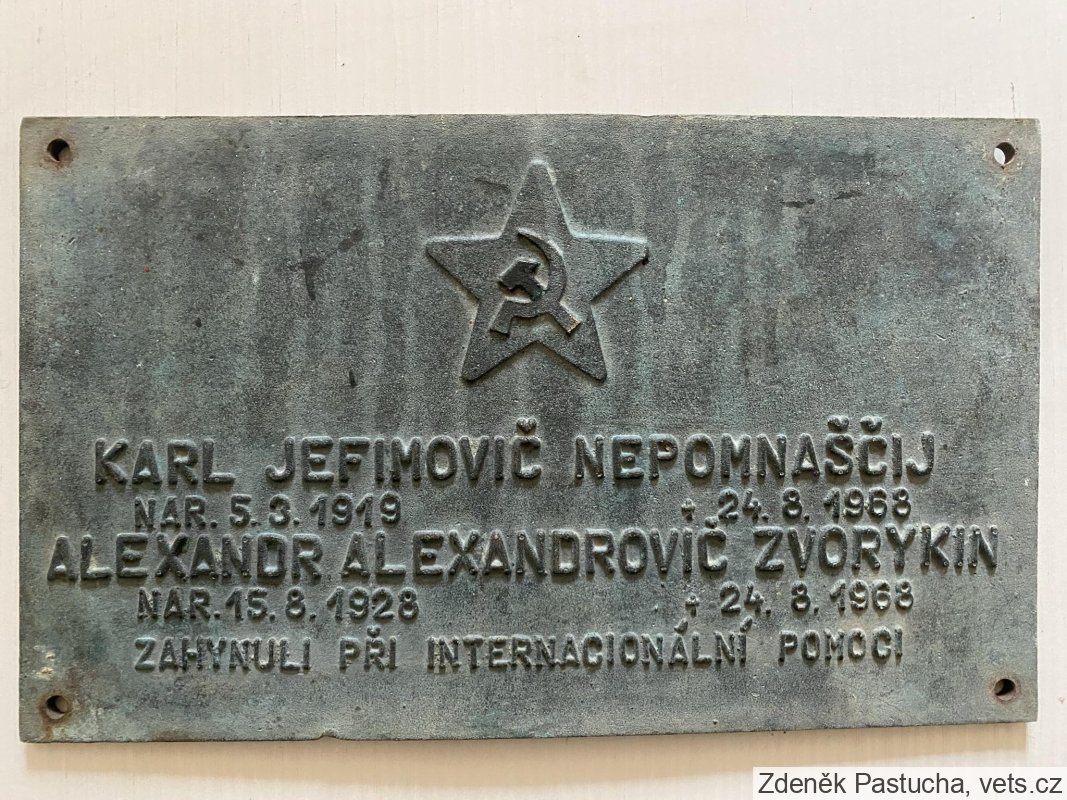 KARL JEFIMOVIČ NEPOMNAŠČIJ
NAR. 5. 3. 1919 + 24. 8. 1968
ALEXANDR ALEXANDROVIČ ZVORYKIN
NAR. 15. 8. 1928 + 24. 8. 1968
ZAHYNULI PŘI INTERNACIONÁLNÍ POMOCI
Zdeněk Pastucha, vets.cz